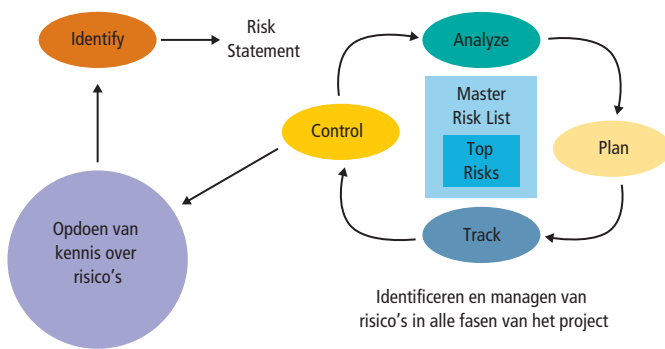 Identify
Risk
Statement
Analyze
Master
Risk List
Top
Risks
Control
Plan
Track
Opdoen van
kennis over
risico’s
Identificeren en managen van
risico’s in alle fasen van het project